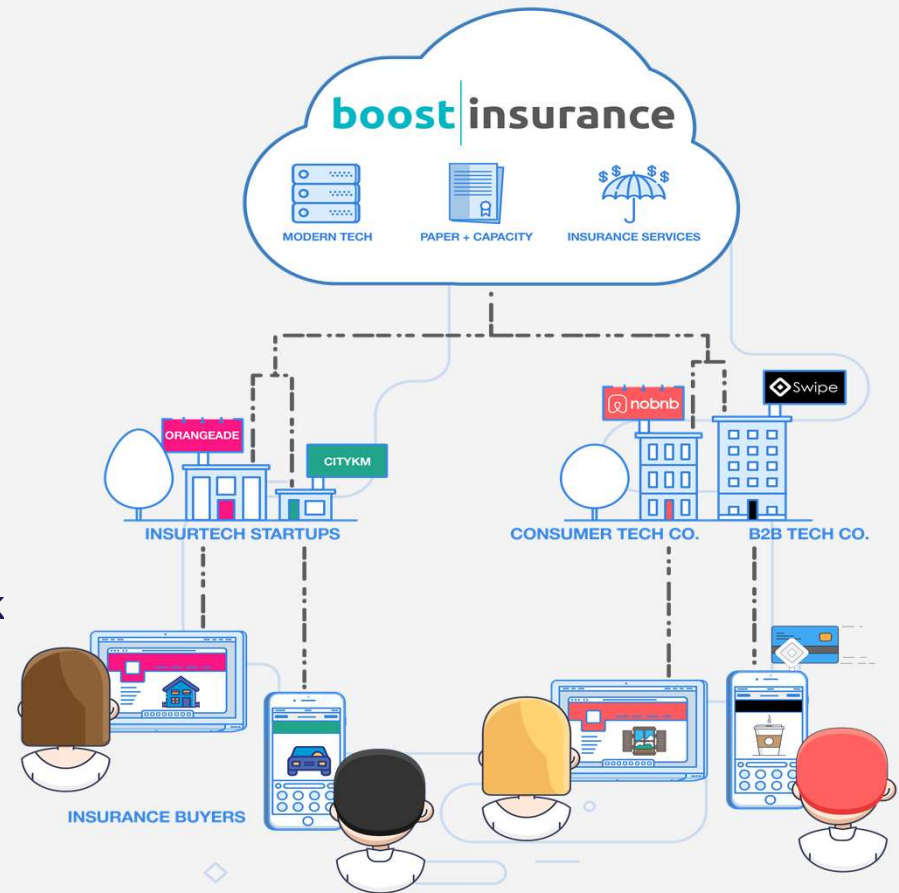 boost insurance
MODERN TECH
PAPER + CAPACITY
INSURANCE SERVICES
Swipe
nobnb
ORANGEADE
CITYKM
INSURTECH STARTUPS
CONSUMER TECH CO.
B2B TECH CO.
INSURANCE BUYERS